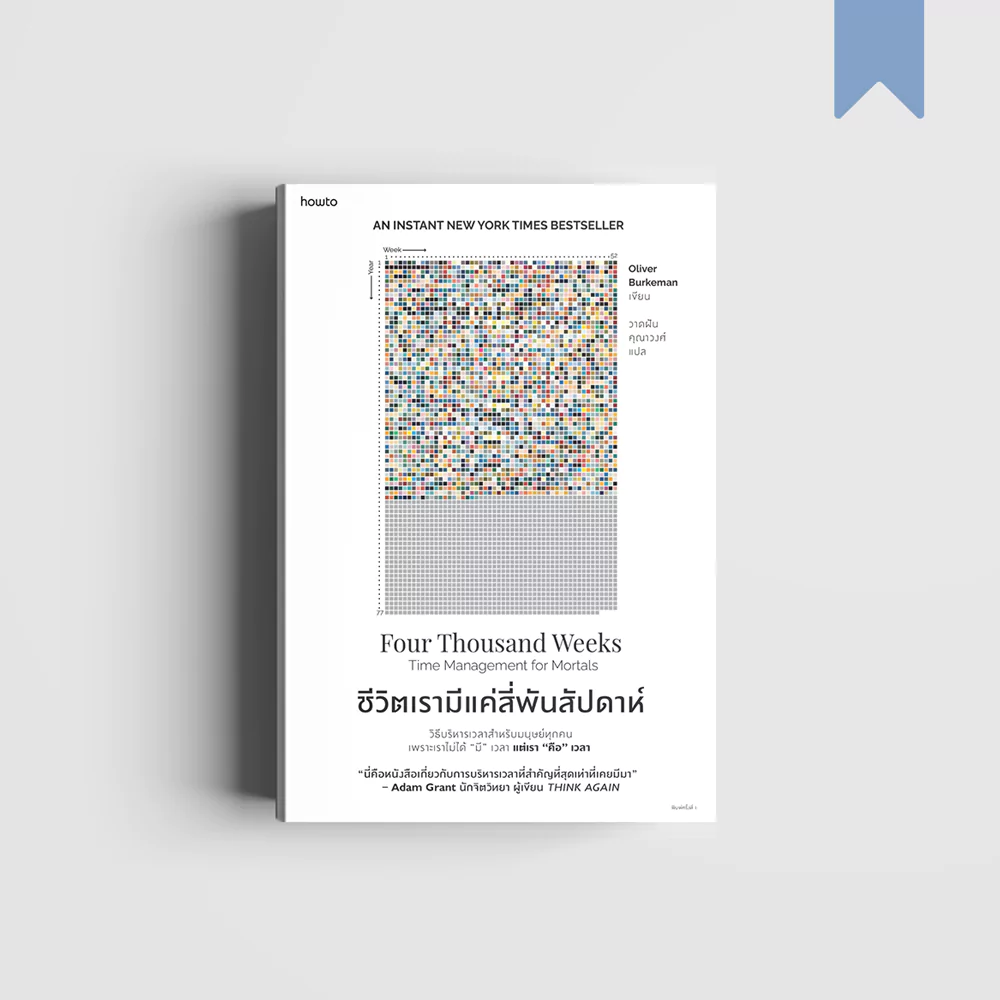 howto
AN INSTANT NEW YORK TIMES BESTSELLER
Week
1
52
Year
Oliver
Burkeman
เขียน
วาดฝัน
คุณาวงศ์
แปล
77
Four Thousand Weeks
Time Management for Mortals
ชีวิตเรามีแค่สี่พันสัปดาห์
วิธีบริหารเวลาสำหรับมนุษย์ทุกคน
เพราะเราไม่ได้ “มี” เวลา แต่เรา “คือ” เวลา
“นี่คือหนังสือเกี่ยวกับการบริหารเวลาที่สำคัญที่สุดเท่าที่เคยมีมา”
– Adam Grant นักจิตวิทยา ผู้เขียน THINK AGAIN
พิมพ์ครั้งที่